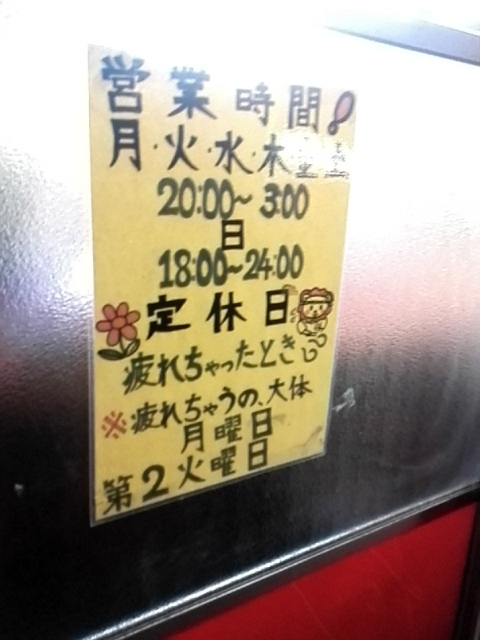 営業時間
月・火・水・木
20:00~ 3:00
日
18:00~24:00
定休日
疲れちゃったとき
※疲れちゃうの、大体
月曜日
第2火曜日